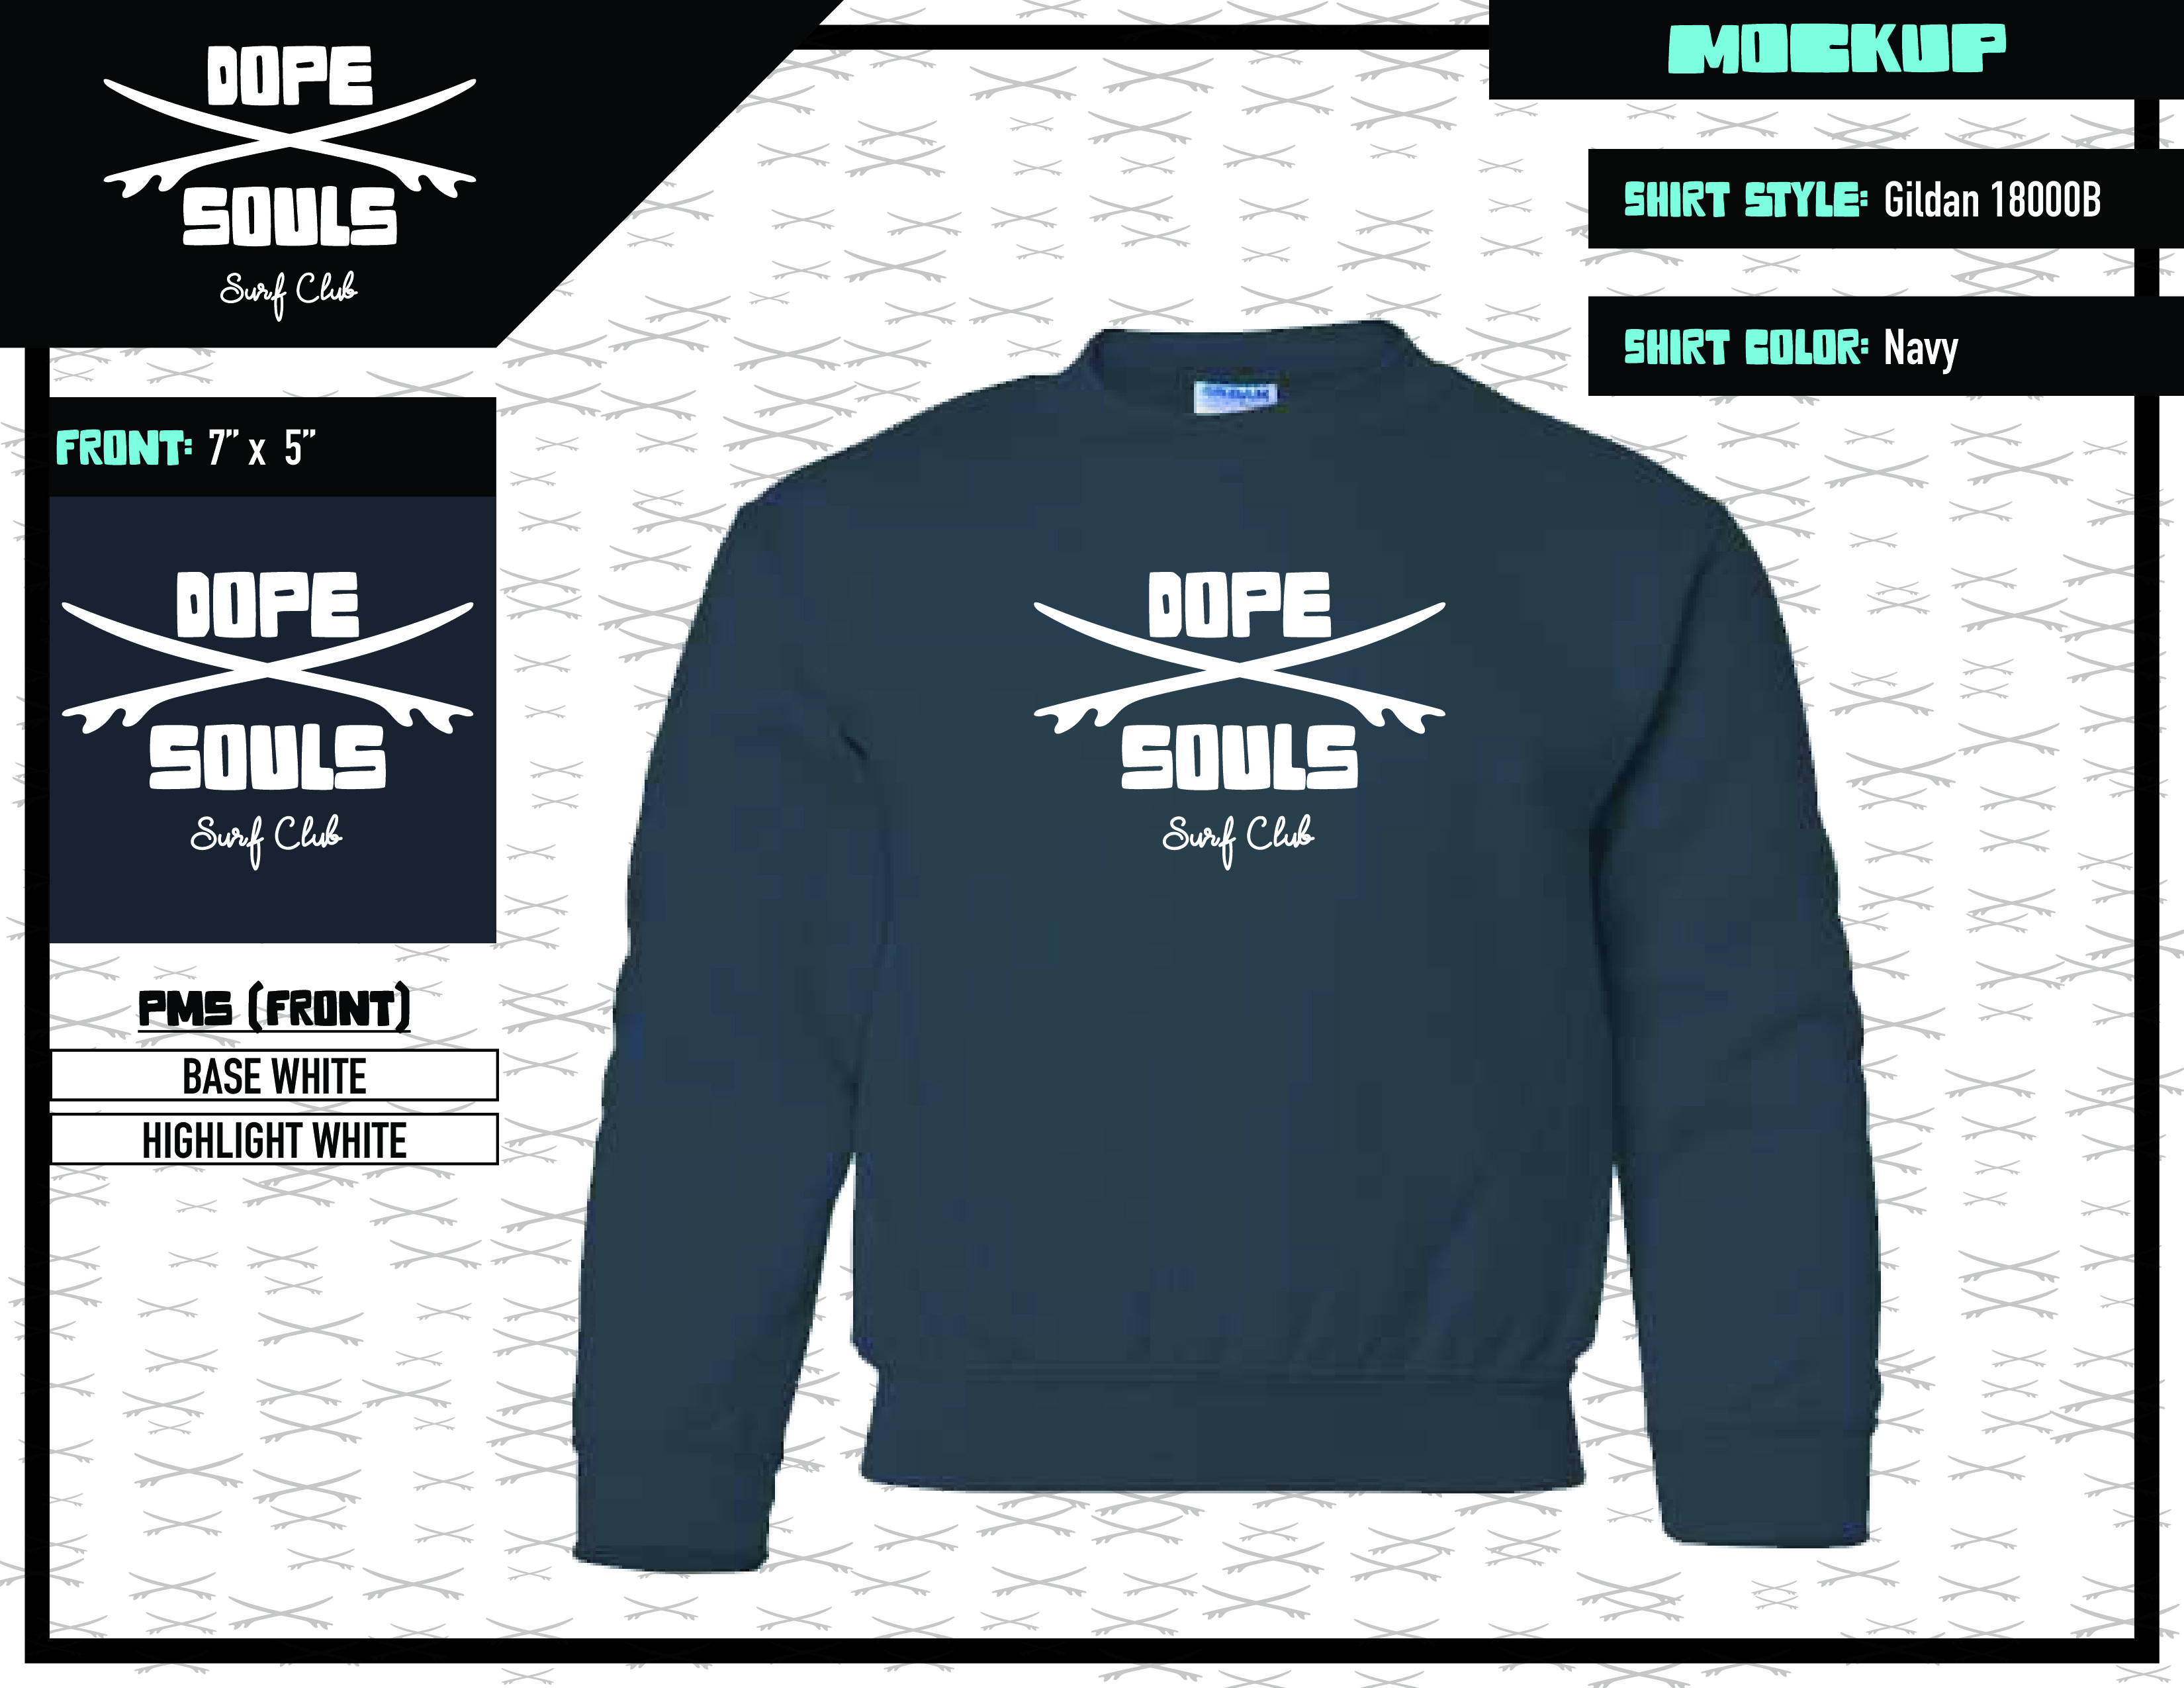 DOPE
SOULS
Surf Club
MOCKUP
SHIRT STYLE: Gildan 18000B
SHIRT COLOR: Navy
FRONT: 7” x 5”
DOPE
SOULS
Surf Club
PMS (FRONT)
BASE WHITE
HIGHLIGHT WHITE
DOPE
SOULS
Surf Club